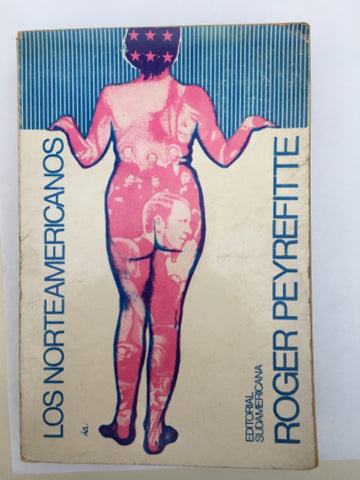 LOS NORTEAMERICANOS
EDITORIAL
SUDAMERICANA
ROGER PEYREFITTE